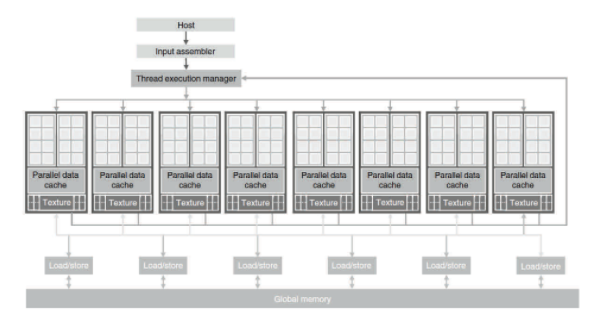 Host
Input assembler
Thread execution manager
Parallel data
cache
Texture
Parallel data
cache
Texture
Parallel data
cache
Texture
Parallel data
cache
Texture
Parallel data
cache
Texture
Parallel data
cache
Texture
Parallel data
cache
Texture
Parallel data
cache
Texture
Load/store
Load/store
Load/store
Load/store
Load/store
Load/store
Global memory